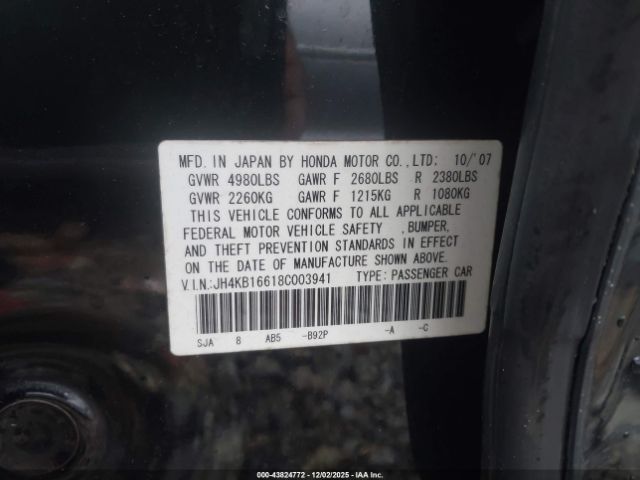 MFD. IN JAPAN BY HONDA MOTOR CO.,LTD: 10/'07
GVWR 4980LBS GAWR F 2680LBS R 2380LBS
GVWR 2260KG GAWR F 1215KG R 1080KG
THIS VEHICLE CONFORMS TO ALL APPLICABLE
FEDERAL MOTOR VEHICLE SAFETY ,BUMPER,
AND THEFT PREVENTION STANDARDS IN EFFECT
ON THE DATE OF MANUFACTURE SHOWN ABOVE.
V.I.N.:JH4KB16618C003941 TYPE: PASSENGER CAR
SJA 8 AB5 -B92P -A -C
000-43824772 - 12/02/2025 - IAA Inc.